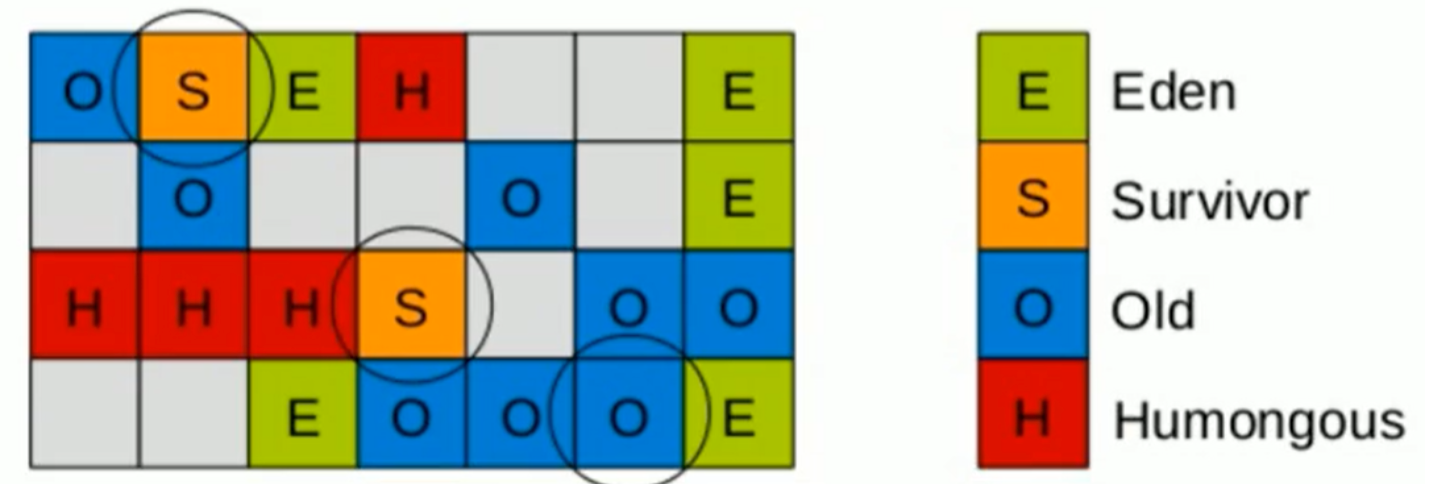 O S E H E
O O E
H H H S O O
E O O O E
E Eden
S Survivor
O Old
H Humongous